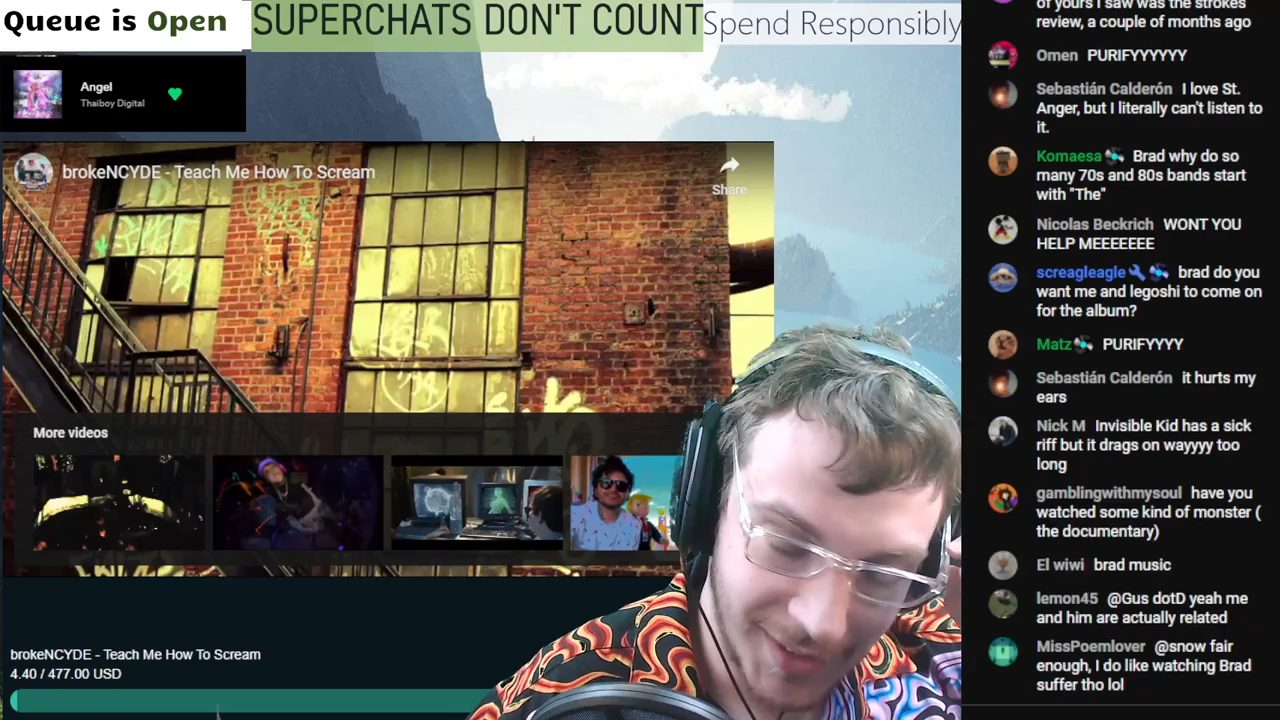 Queue is Open
SUPERCHATS DON'T COUNT
Spend Responsibly
Angel
Thaiboy Digital
brokeNCYDE - Teach Me How To Scream
Share
More videos
brokeNCYDE - Teach Me How To Scream
4.40 / 477.00 USD
of yours I saw was the strokes
review, a couple of months ago
Omen PURIFYYYYYY
Sebastián Calderón I love St.
Anger, but I literally can't listen to
it.
Komaesa Brad why do so
many 70s and 80s bands start
with "The"
Nicolas Beckrich WONT YOU
HELP MEEEEEEE
screagleagle brad do you
want me and legoshi to come on
for the album?
Matz PURIFYYYY
Sebastián Calderón it hurts my
ears
Nick M Invisible Kid has a sick
riff but it drags on wayyyy too
long
gamblingwithmysoul have you
watched some kind of monster (
the documentary)
El wiwi brad music
lemon45 @Gus dotD yeah me
and him are actually related
MissPoemlover @snow fair
enough, I do like watching Brad
suffer tho lol